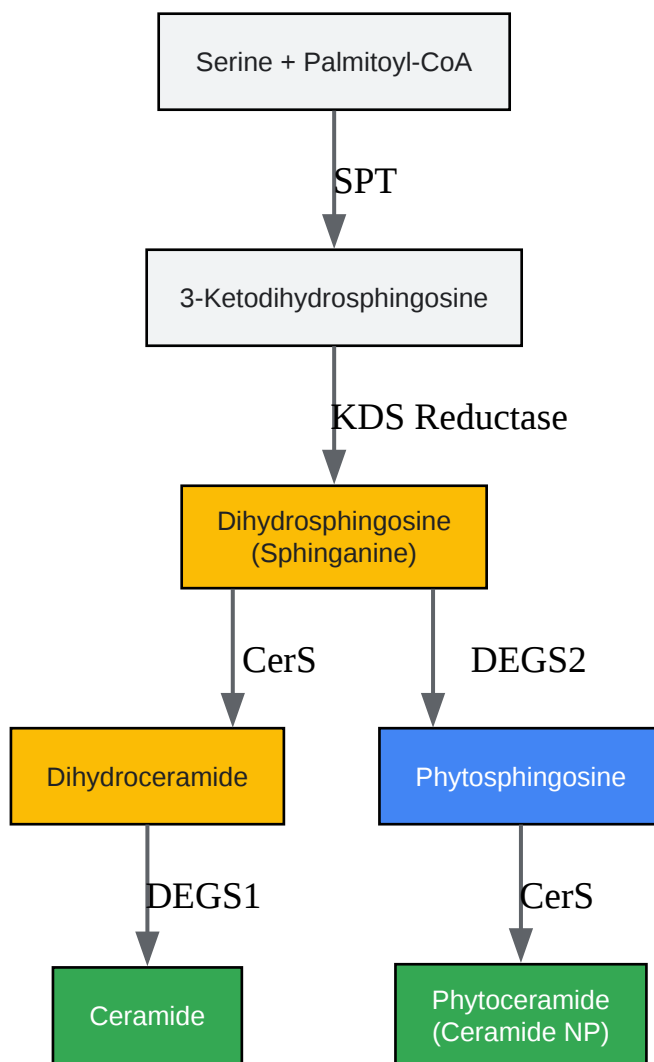 Serine + Palmitoyl-CoA
SPT
3-Ketodihydrosphingosine
KDS Reductase
Dihydrosphingosine
(Sphinganine)
CerS
DEGS2
Dihydroceramide
Phytosphingosine
DEGS1
CerS
Ceramide
Phytoceramide
(Ceramide NP)